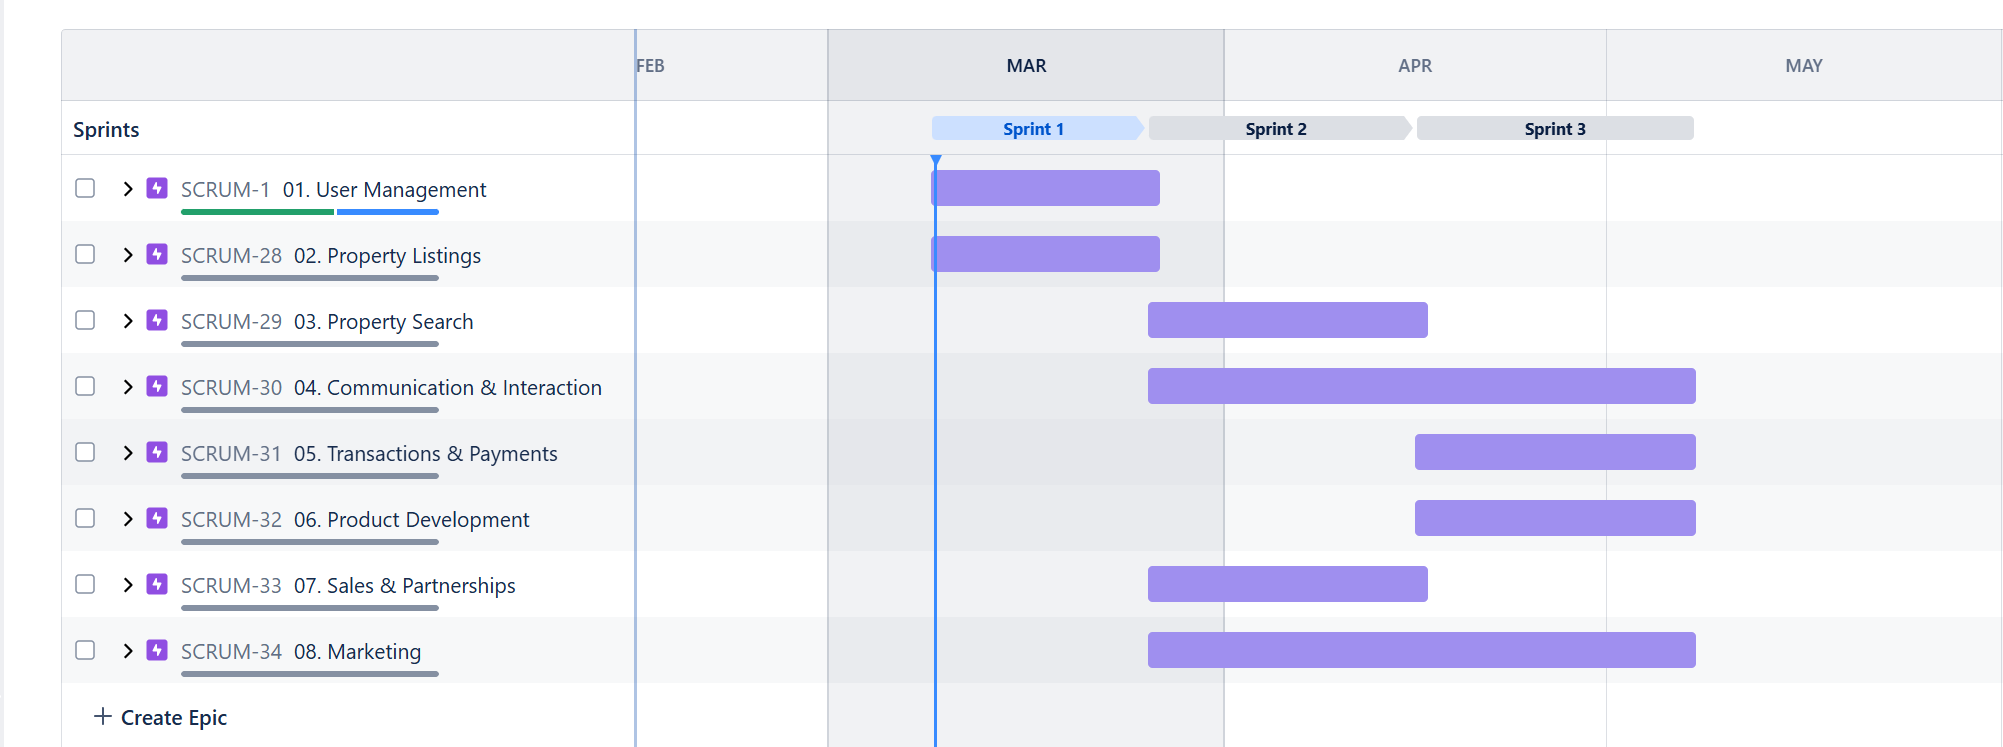 FEB MAR APR MAY
Sprints Sprint 1 Sprint 2 Sprint 3
SCRUM-1 01. User Management
SCRUM-28 02. Property Listings
SCRUM-29 03. Property Search
SCRUM-30 04. Communication & Interaction
SCRUM-31 05. Transactions & Payments
SCRUM-32 06. Product Development
SCRUM-33 07. Sales & Partnerships
SCRUM-34 08. Marketing
+ Create Epic